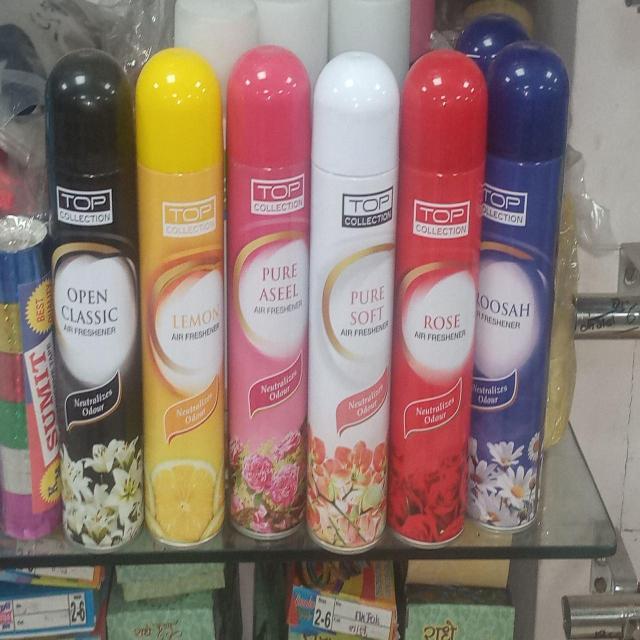 TOP
COLLECTION
OPEN
CLASSIC
AIR FRESHENER
Neutralizes
Odour
TOP
COLLECTION
LEMON
AIR FRESHENER
Neutralizes
Odour
TOP
COLLECTION
PURE
ASEEL
AIR FRESHENER
Neutralizes
Odour
TOP
COLLECTION
PURE
SOFT
AIR FRESHENER
Neutralizes
Odour
TOP
COLLECTION
ROSE
AIR FRESHENER
Neutralizes
Odour
TOP
COLLECTION
ROOSAH
FRESHENER
Neutralizes
Odour
BEST
SUMIT
2-6
2-6
राधे